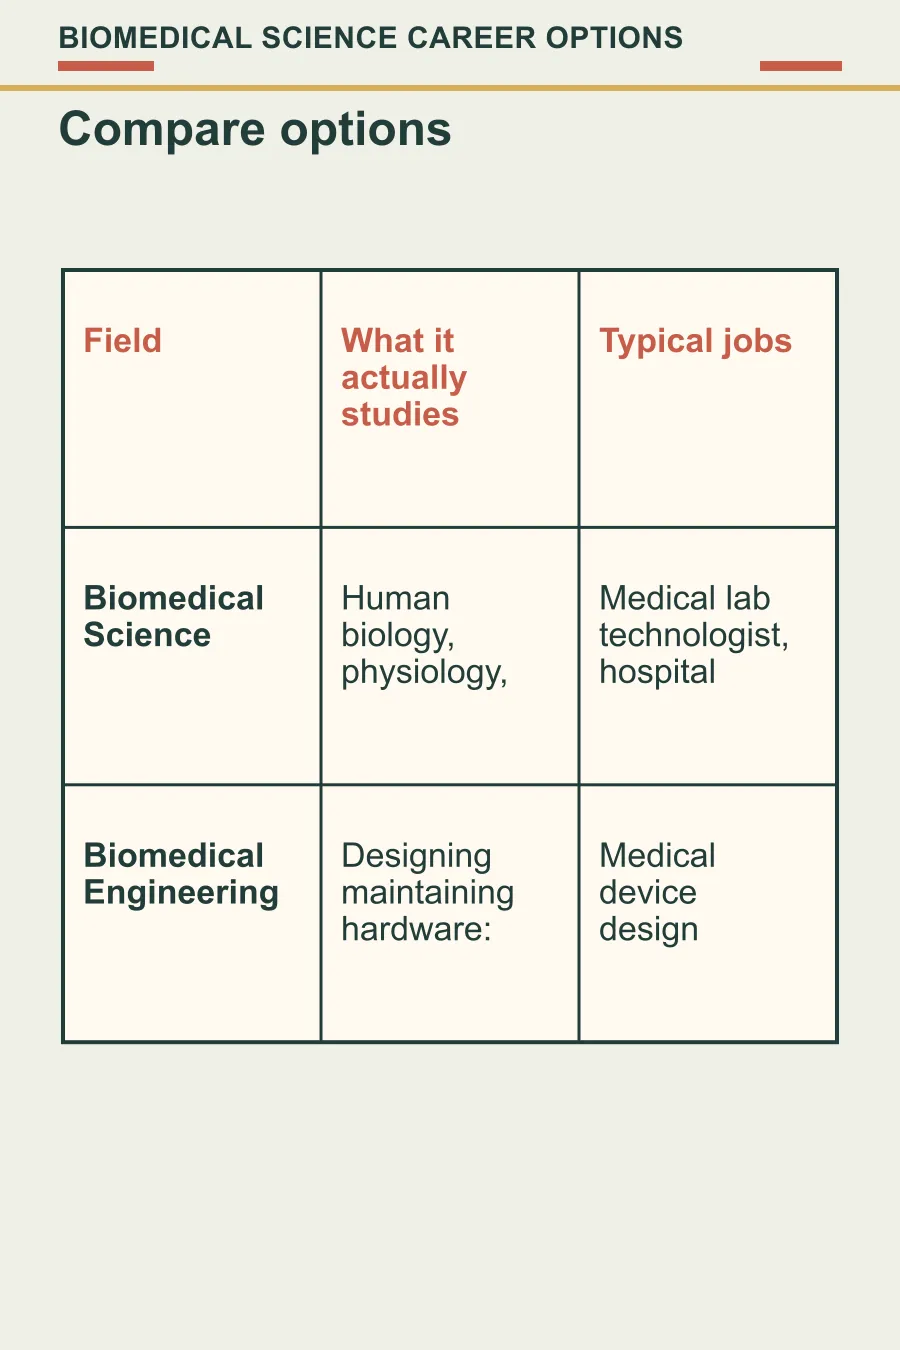 BIOMEDICAL SCIENCE CAREER OPTIONS
Compare options
Field
What it
actually
studies
Typical jobs
Biomedical
Science
Human
biology,
physiology,
Medical lab
technologist,
hospital
Biomedical
Engineering
Designing
maintaining
hardware:
Medical
device
design